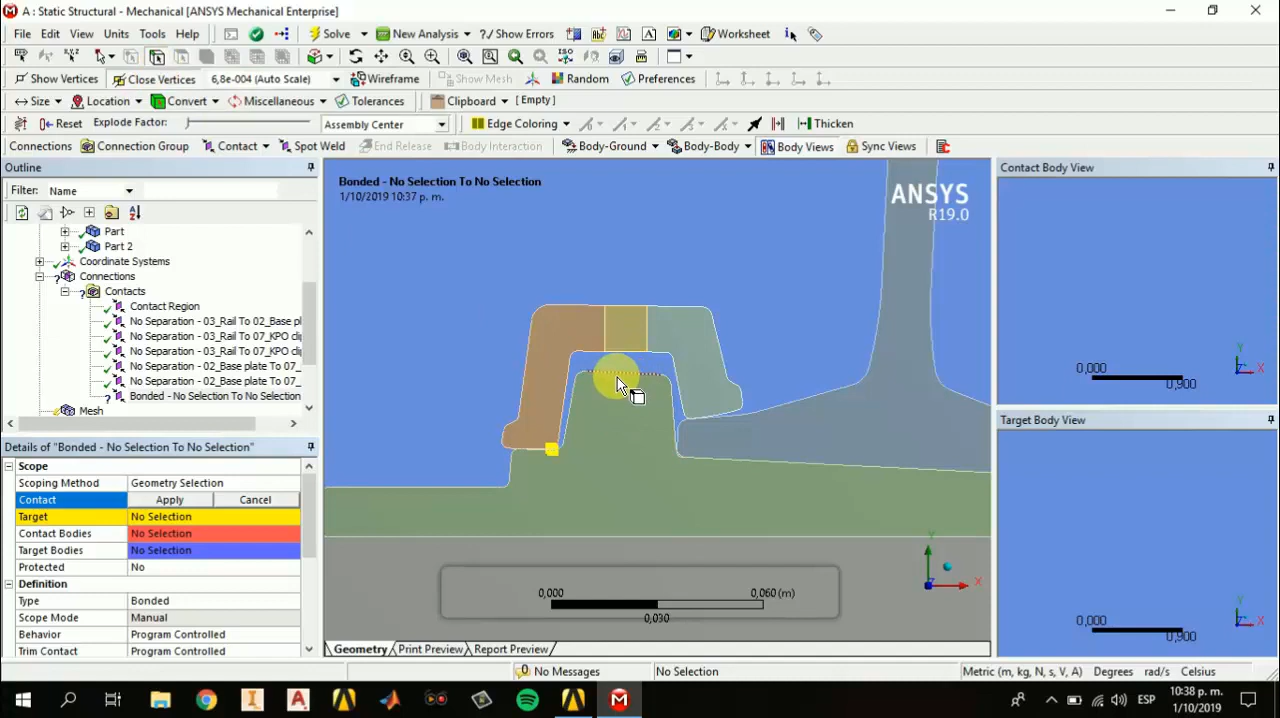 A : Static Structural - Mechanical [ANSYS Mechanical Enterprise]
File Edit View Units Tools Help Solve New Analysis ?/ Show Errors Worksheet
Show Vertices Close Vertices 6,8e-004 (Auto Scale) Wireframe Show Mesh Random Preferences
Size Location Convert Miscellaneous Tolerances Clipboard [ Empty ]
Reset Explode Factor: Assembly Center Edge Coloring Thicken
Connections Connection Group Contact Spot Weld End Release Body Interaction Body-Ground Body-Body Body Views Sync Views
Outline
Filter: Name
Part
Part 2
Coordinate Systems
Connections
Contacts
Contact Region
No Separation - 03_Rail To 02_Base pl
No Separation - 03_Rail To 07_KPO cli
No Separation - 03_Rail To 07_KPO cli
No Separation - 02_Base plate To 07_
No Separation - 02_Base plate To 07_
Bonded - No Selection To No Selection
Mesh
Details of "Bonded - No Selection To No Selection"
Scope
Scoping Method Geometry Selection
Contact Apply Cancel
Target No Selection
Contact Bodies No Selection
Target Bodies No Selection
Protected No
Definition
Type Bonded
Scope Mode Manual
Behavior Program Controlled
Trim Contact Program Controlled
Bonded - No Selection To No Selection
1/10/2019 10:37 p. m.
ANSYS
R19.0
0,000 0,060 (m)
0,030
Y
X
Z
Geometry Print Preview Report Preview
Contact Body View
0,000
0,900
Y
X
Z
Target Body View
0,000
0,900
Y
X
Z
0 No Messages No Selection Metric (m, kg, N, s, V, A) Degrees rad/s Celsius
ESP 10:38 p. m.
1/10/2019